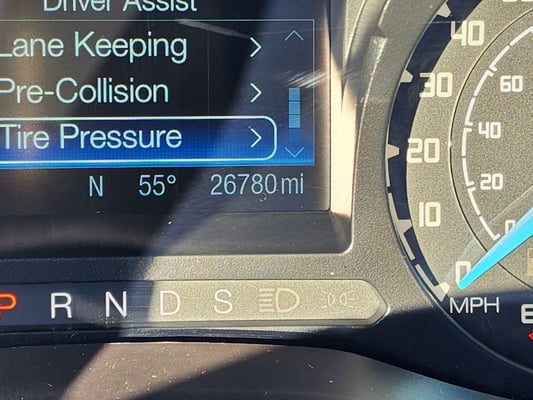 Driver Assist
Lane Keeping >
Pre-Collision >
Tire Pressure >
N 55° 26780 mi
P R N D S
40
30
20
10
0
MPH
60
40
20
0
E